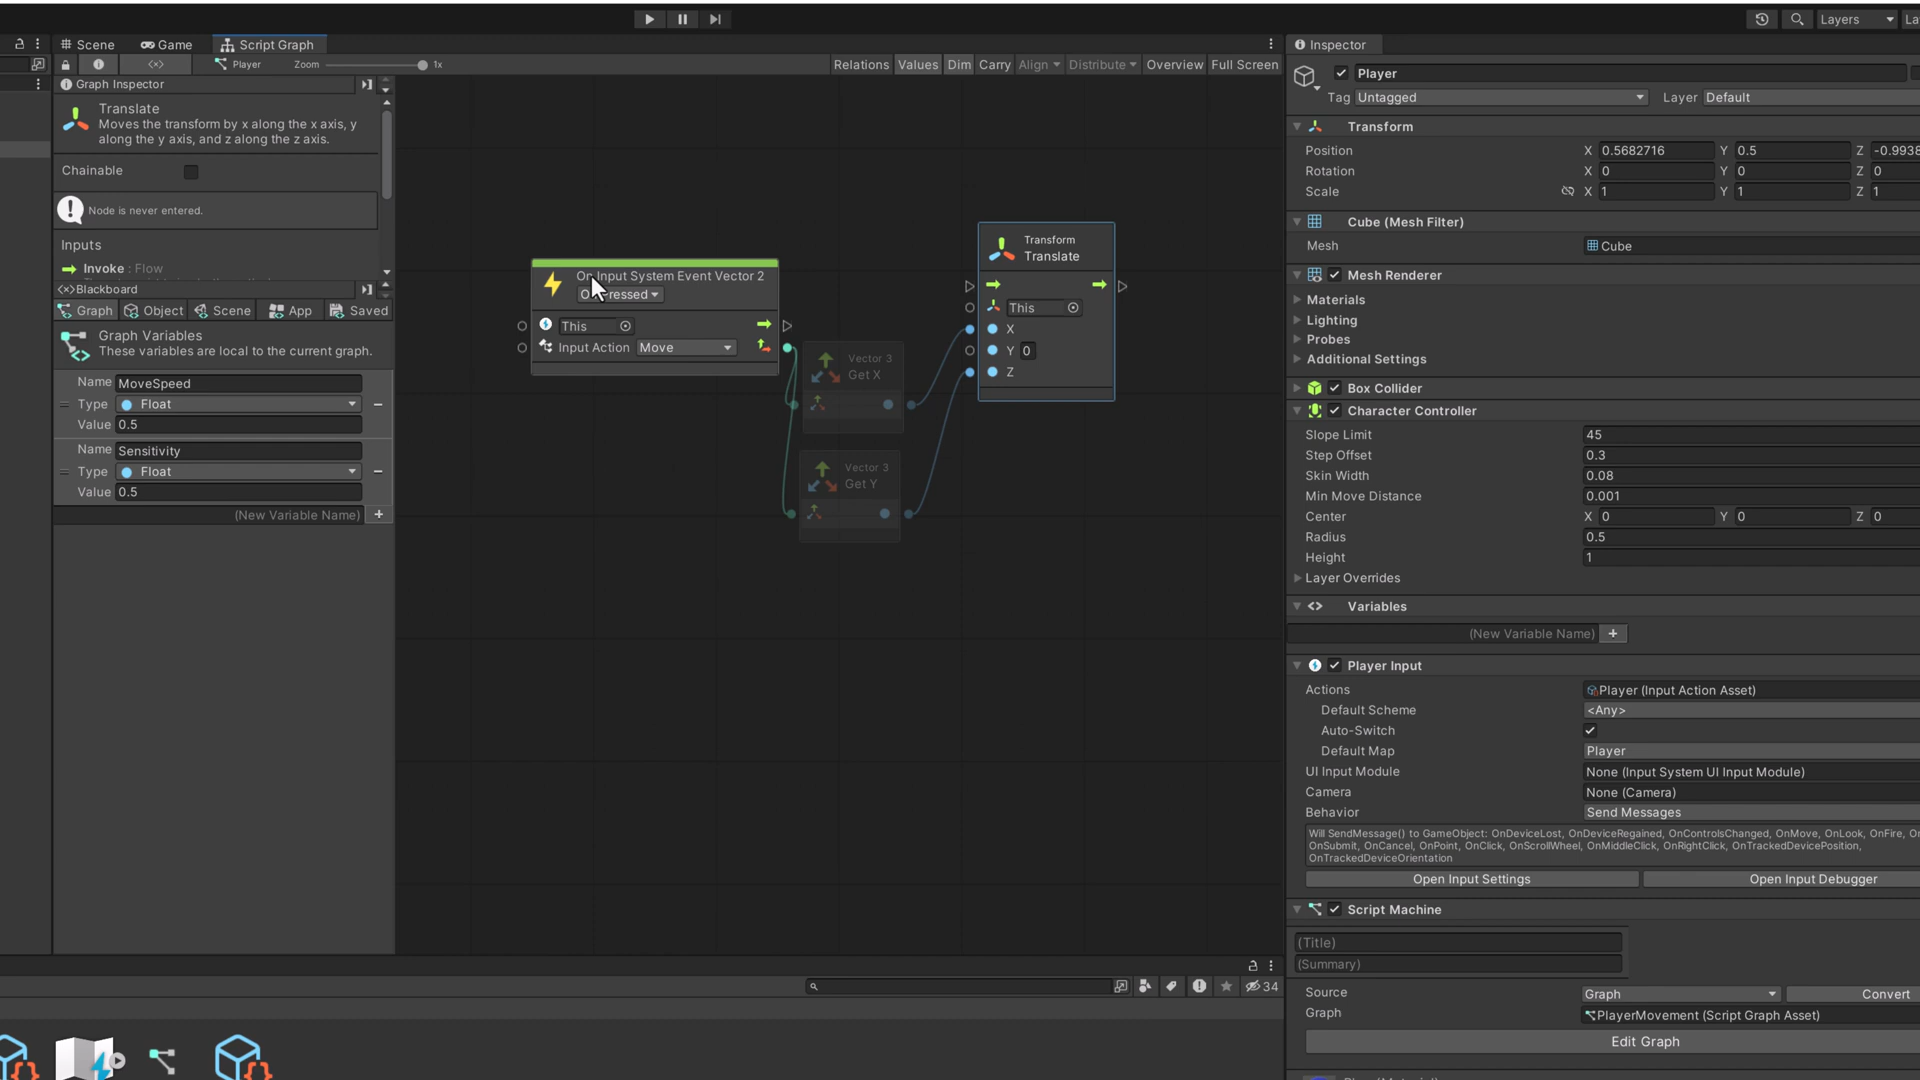 Layers
Scene
Game
Script Graph
Player
Zoom
1x
Relations
Values
Dim
Carry
Align
Distribute
Overview
Full Screen
Graph Inspector
Translate
Moves the transform by x along the x axis, y
along the y axis, and z along the z axis.
Chainable
Node is never entered.
Inputs
Invoke : Flow
Blackboard
Graph
Object
Scene
App
Saved
Graph Variables
These variables are local to the current graph.
Name MoveSpeed
Type Float
Value 0.5
Name Sensitivity
Type Float
Value 0.5
(New Variable Name)
On Input System Event Vector 2
This
Input Action Move
Vector 3
Get X
Vector 3
Get Y
Transform
Translate
This
X
Y 0
Z
34
Inspector
Player
Tag Untagged
Layer Default
Transform
Position X 0.5682716 Y 0.5 Z -0.9938
Rotation X 0 Y 0 Z 0
Scale X 1 Y 1 Z 1
Cube (Mesh Filter)
Mesh Cube
Mesh Renderer
Materials
Lighting
Probes
Additional Settings
Box Collider
Character Controller
Slope Limit 45
Step Offset 0.3
Skin Width 0.08
Min Move Distance 0.001
Center X 0 Y 0 Z 0
Radius 0.5
Height 1
Layer Overrides
Variables
(New Variable Name)
Player Input
Actions Player (Input Action Asset)
Default Scheme <Any>
Auto-Switch
Default Map Player
UI Input Module None (Input System UI Input Module)
Camera None (Camera)
Behavior Send Messages
Will SendMessage() to GameObject: OnDeviceLost, OnDeviceRegained, OnControlsChanged, OnMove, OnLook, OnFire,
OnSubmit, OnCancel, OnPoint, OnClick, OnScrollWheel, OnMiddleClick, OnRightClick, OnTrackedDevicePosition,
OnTrackedDeviceOrientation
Open Input Settings
Open Input Debugger
Script Machine
(Title)
(Summary)
Source Graph Convert
Graph PlayerMovement (Script Graph Asset)
Edit Graph